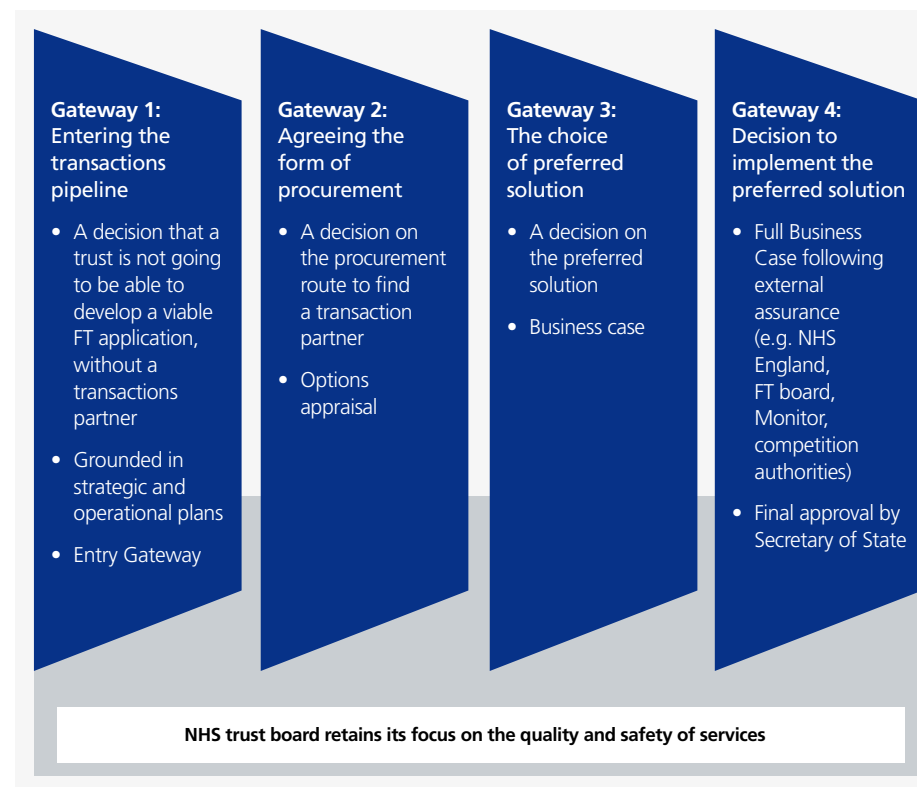 Gateway 1:
Entering the
transactions
pipeline
• A decision that a
trust is not going
to be able to
develop a viable
FT application,
without a
transactions
partner
• Grounded in
strategic and
operational plans
• Entry Gateway
Gateway 2:
Agreeing the
form of
procurement
• A decision on
the procurement
route to find
a transaction
partner
• Options
appraisal
Gateway 3:
The choice
of preferred
solution
• A decision on
the preferred
solution
• Business case
Gateway 4:
Decision to
implement the
preferred solution
• Full Business
Case following
external
assurance
(e.g. NHS
England,
FT board,
Monitor,
competition
authorities)
• Final approval by
Secretary of State
NHS trust board retains its focus on the quality and safety of services